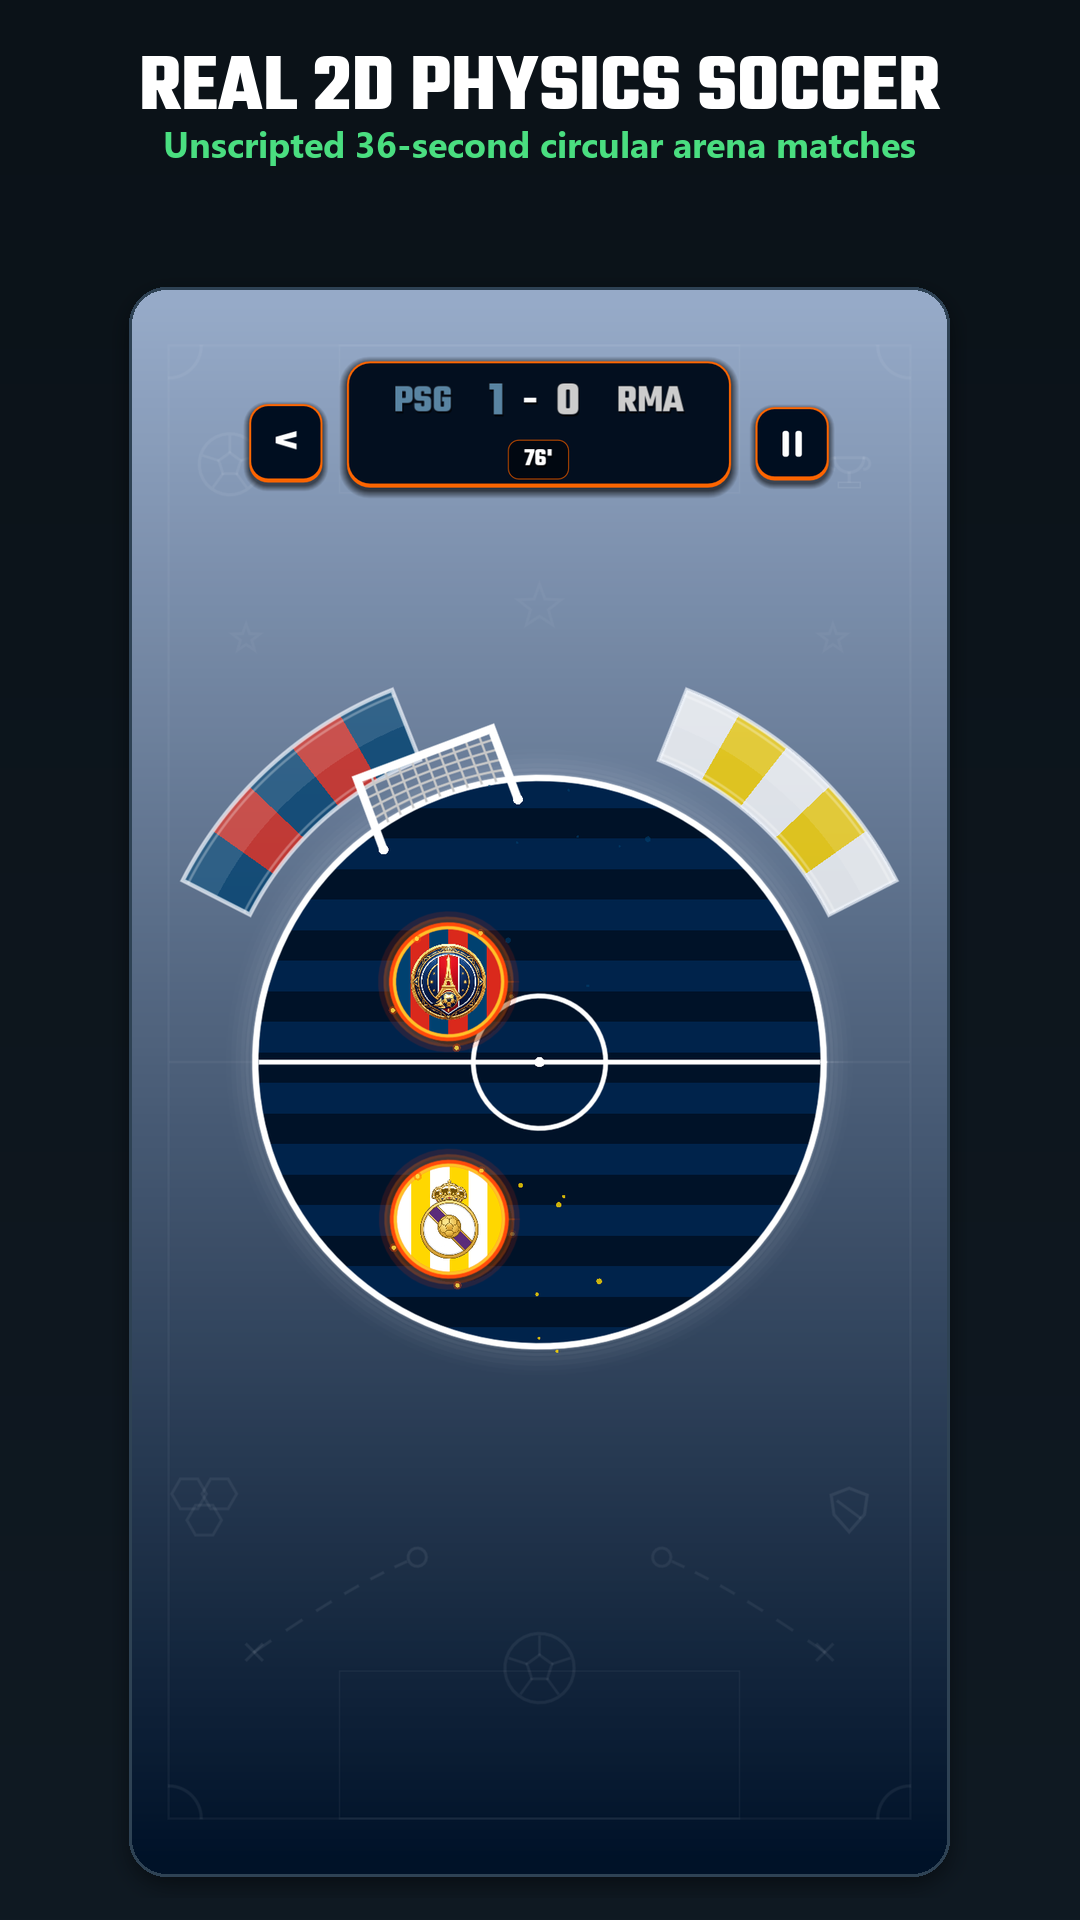 REAL 2D PHYSICS SOCCER
Unscripted 36-second circular arena matches
PSG 1 - 0 RMA
<
76'